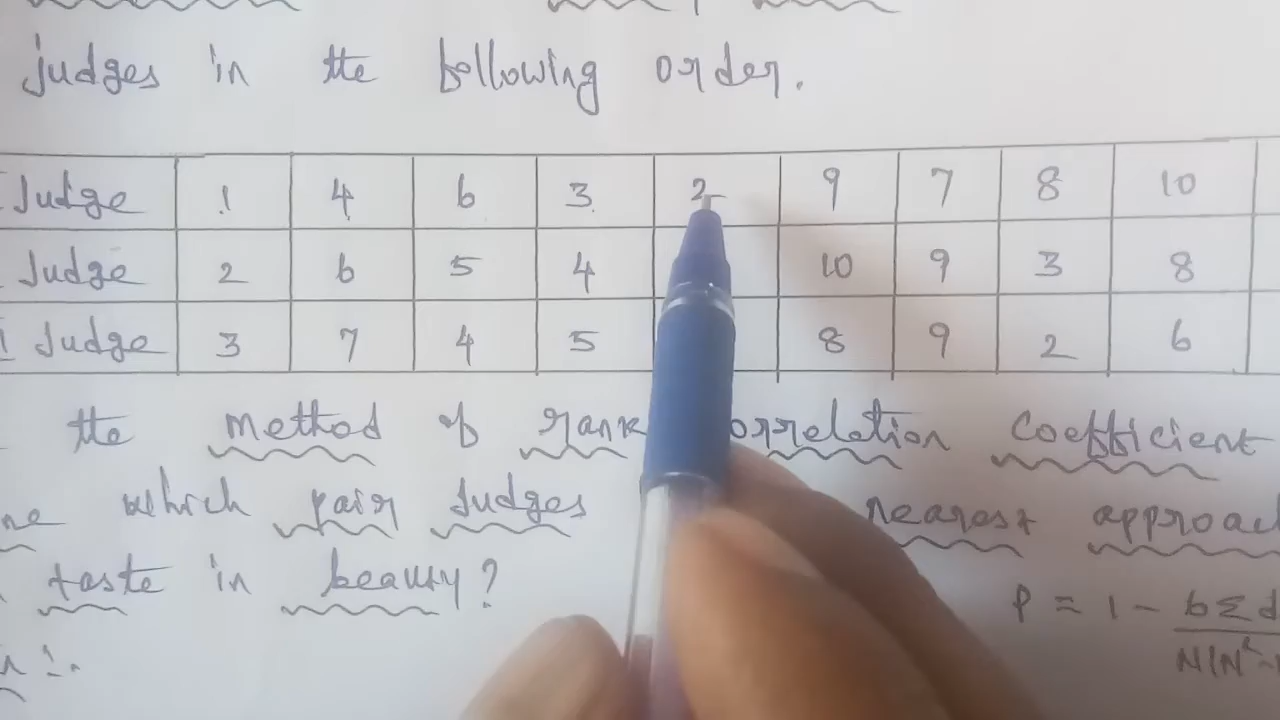 judges in the following order.
Judge 1 4 6 3 2 9 7 8 10
Judge 2 6 5 4 10 9 3 8
I Judge 3 7 4 5 8 9 2 6
the method of rank correlation coefficient
which pair judges nearest approac
taste in beauty?
P = 1 - 6Σd
N(N²-